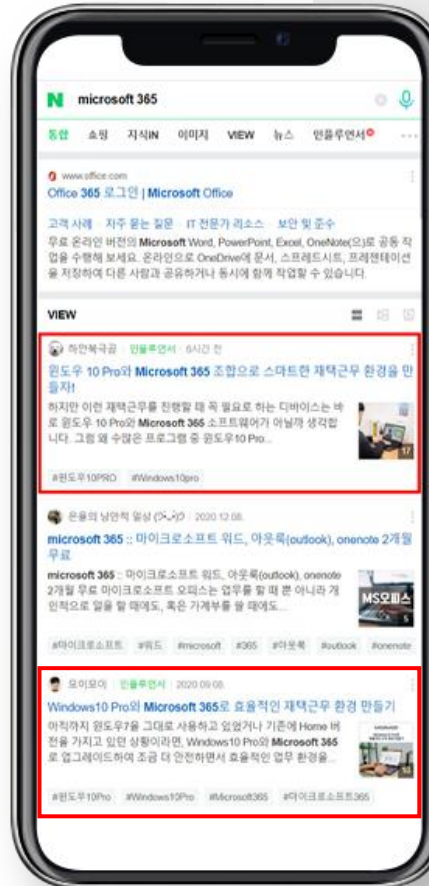 N microsoft 365
통합 쇼핑 지식iN 이미지 VIEW 뉴스 인플루언서
www.office.com
Office 365 로그인 | Microsoft Office
고객 사례 · 자주 묻는 질문 · IT 전문가 리소스 · 보안 및 준수
무료 온라인 버전의 Microsoft Word, PowerPoint, Excel, OneNote(으)로 공동 작
업을 수행해 보세요. 온라인으로 OneDrive에 문서, 스프레드시트, 프레젠테이션
을 저장하여 다른 사람과 공유하거나 동시에 함께 작업할 수 있습니다.
VIEW
하얀북극곰 인플루언서 · 6시간 전
윈도우 10 Pro와 Microsoft 365 조합으로 스마트한 재택근무 환경을 만
들자!
하지만 이런 재택근무를 진행할 때 꼭 필요로 하는 디바이스는 바
로 윈도우 10 Pro와 Microsoft 365 소프트웨어가 아닐까 생각합
니다. 그럼 왜 수많은 프로그램 중 윈도우10 Pro...
17
#윈도우10PRO #Windows10pro
은율의 낭만적 일상 2020.12.08.
microsoft 365 :: 마이크로소프트 워드, 아웃룩(outlook), onenote 2개월
무료
microsoft 365 :: 마이크로소프트 워드, 아웃룩(outlook), onenote
2개월 무료 마이크로소프트 오피스는 업무를 할 때 뿐 아니라 개
인적으로 일을 할 때에도, 혹은 가계부를 쓸 때에도...
MS오피스
5
#마이크로소프트 #워드 #microsoft #365 #아웃룩 #outlook #onenote
모이모이 인플루언서 2020.09.08.
Windows10 Pro와 Microsoft 365로 효율적인 재택근무 환경 만들기
아직까지 윈도우7을 그대로 사용하고 있었거나 기존에 Home 버
전을 가지고 있던 상황이라면, Windows10 Pro와 Microsoft 365
로 업그레이드하여 조금 더 안전하면서 효율적인 업무 환경을...
#윈도우10Pro #Windows10Pro #Microsoft365 #마이크로소프트365